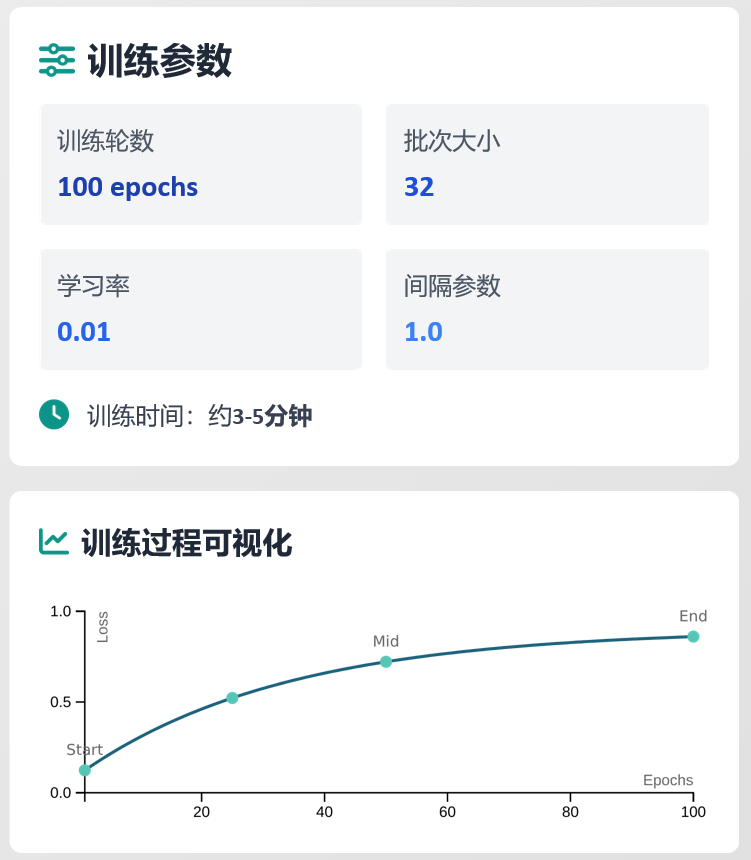 训练参数
训练轮数
100 epochs
批次大小
32
学习率
0.01
间隔参数
1.0
训练时间：约3-5分钟
训练过程可视化
1.0
Loss
End
Mid
0.5
Start
Epochs
0.0
20 40 60 80 100